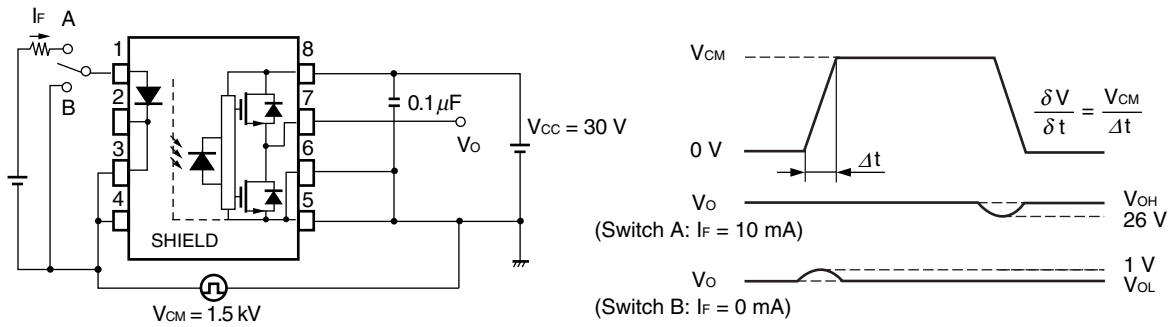 IF A
B
1
2
3
4
8
7
6
5
SHIELD
0.1 μF
VO
VCC = 30 V
VCM = 1.5 kV
VCM
0 V
Δt
δV/δt = VCM/Δt
VO
(Switch A: IF = 10 mA)
VOH
26 V
VO
(Switch B: IF = 0 mA)
1 V
VOL